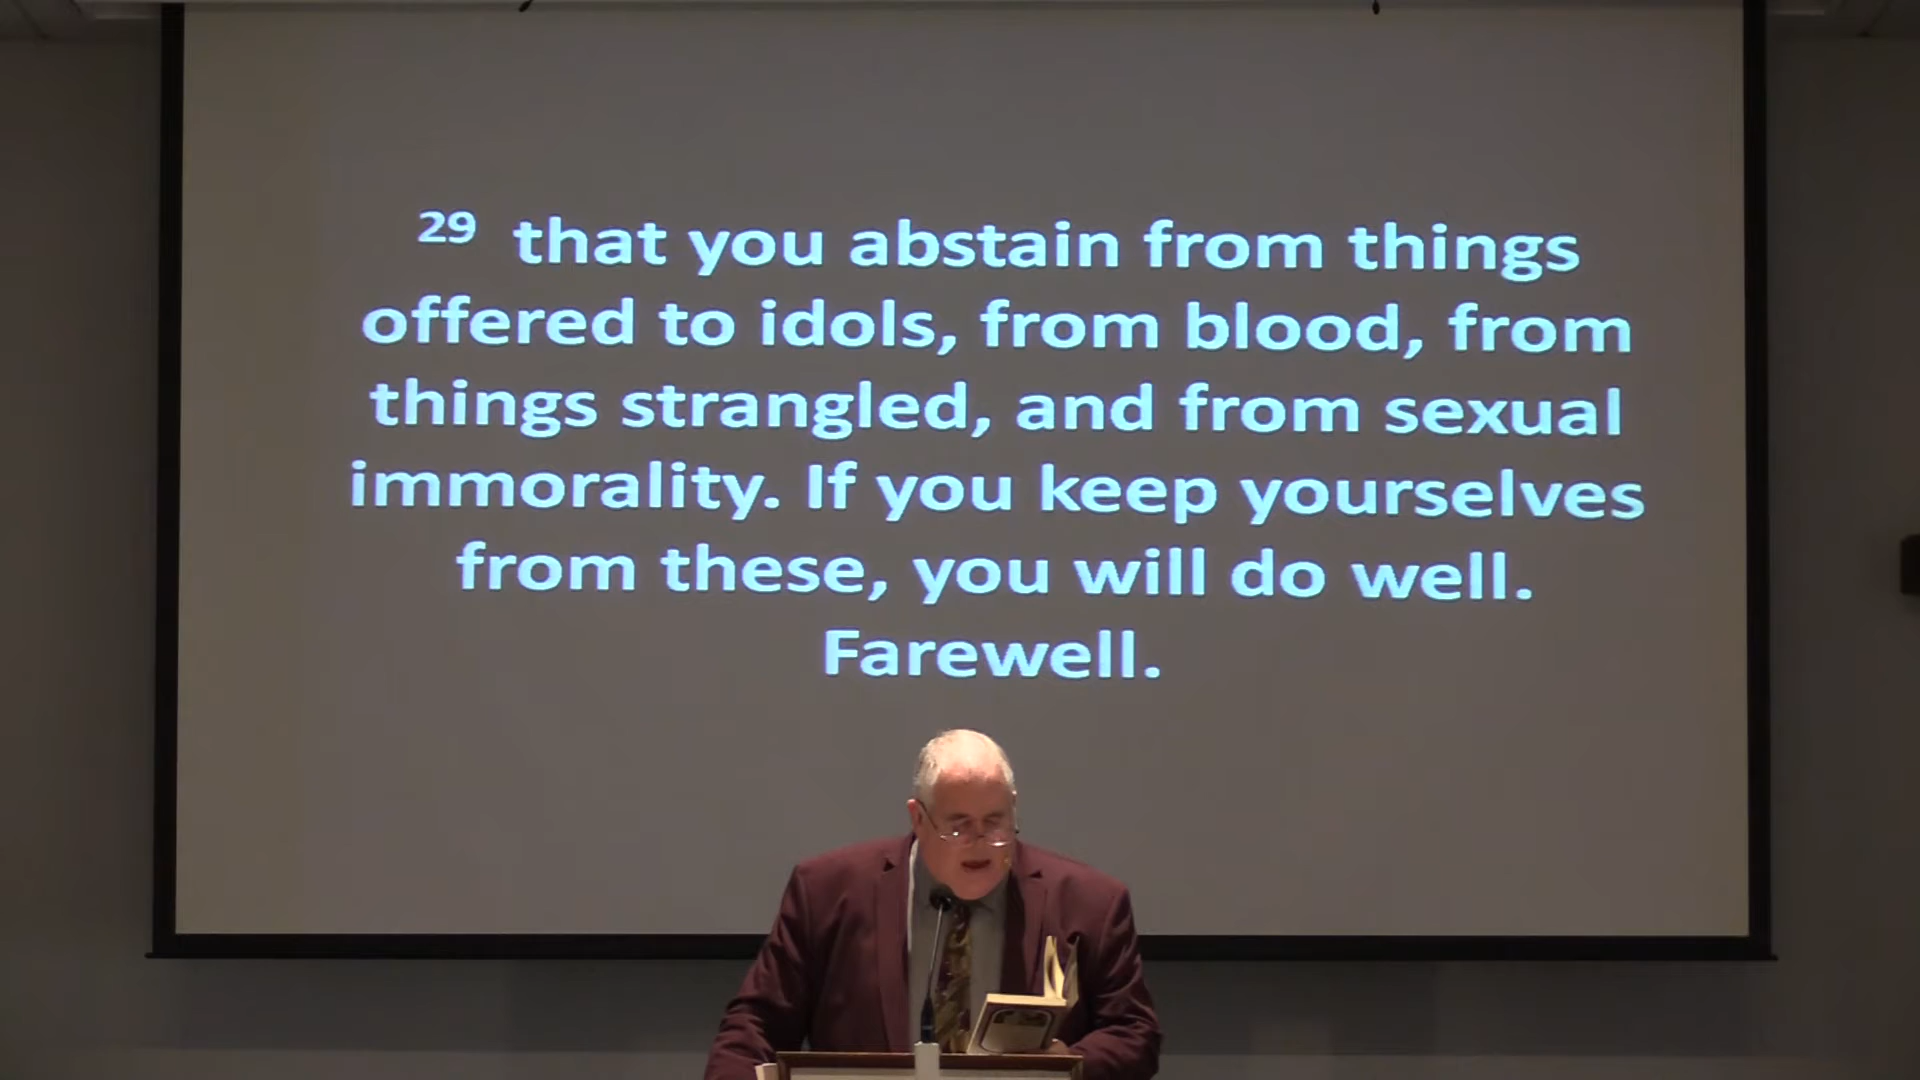 29 that you abstain from things
offered to idols, from blood, from
things strangled, and from sexual
immorality. If you keep yourselves
from these, you will do well.
Farewell.